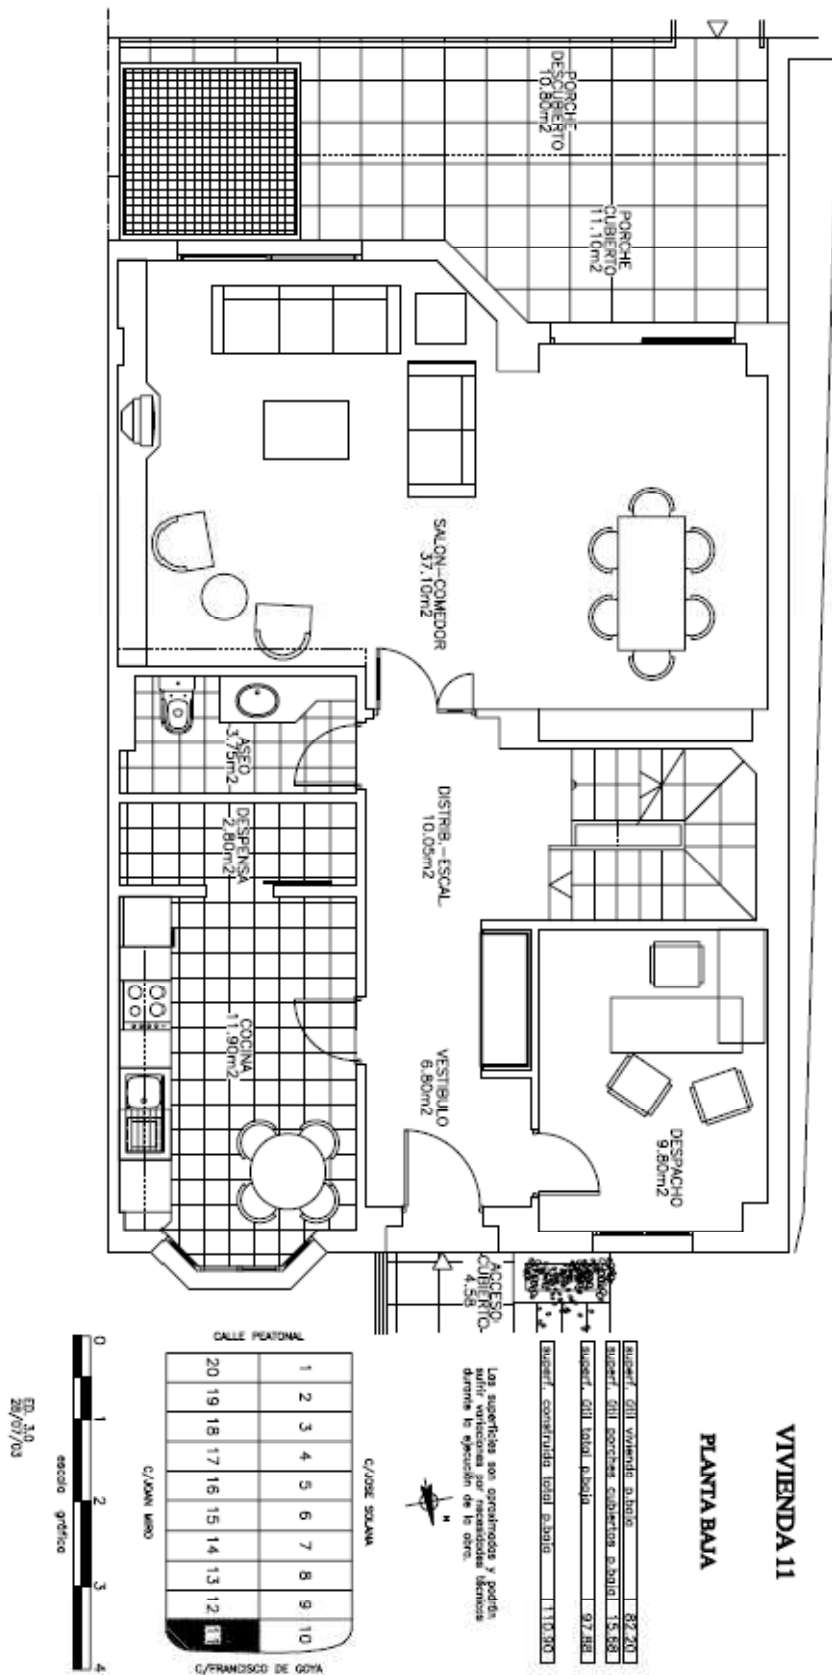 VIVIENDA 11
PLANTA BAJA
superf. útil vivienda p.baja 82.20
superf. útil porches cubiertos p.baja 15.68
superf. útil total p.baja 97.88
superf. construida total p.baja 110.90
Las superficies son aproximadas y podrán
sufrir variaciones por necesidades técnicas
durante la ejecución de la obra.
N
PORCHE
DESCUBIERTO
10.80m2
PORCHE
CUBIERTO
11.10m2
SALON-COMEDOR
37.10m2
ASEO
3.75m2
DESPENSA
2.80m2
DISTRIB.-ESCAL.
10.05m2
COCINA
11.90m2
VESTIBULO
6.80m2
DESPACHO
9.80m2
ACCESO
CUBIERTO
4.58
C/JOSE SOLANA
CALLE PEATONAL
1 2 3 4 5 6 7 8 9 10
20 19 18 17 16 15 14 13 12 11
C/FRANCISCO DE GOYA
C/JOAN MIRO
0 1 2 3 4
escala gráfica
ED. 3.0
28/07/03